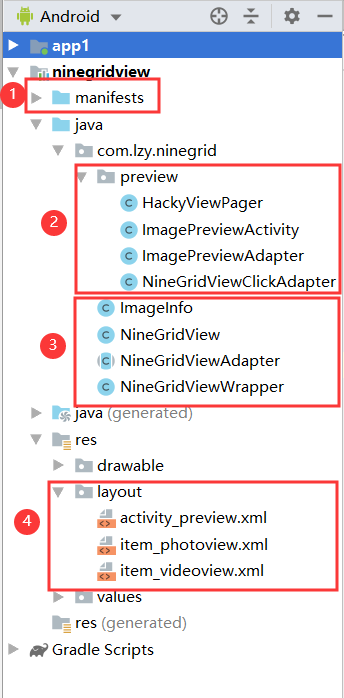 Android
app1
ninegridview
1
manifests
java
com.lzy.ninegrid
2
preview
HackyViewPager
ImagePreviewActivity
ImagePreviewAdapter
NineGridViewClickAdapter
3
ImageInfo
NineGridView
NineGridViewAdapter
NineGridViewWrapper
java (generated)
res
drawable
4
layout
activity_preview.xml
item_photoview.xml
item_videoview.xml
values
res (generated)
Gradle Scripts